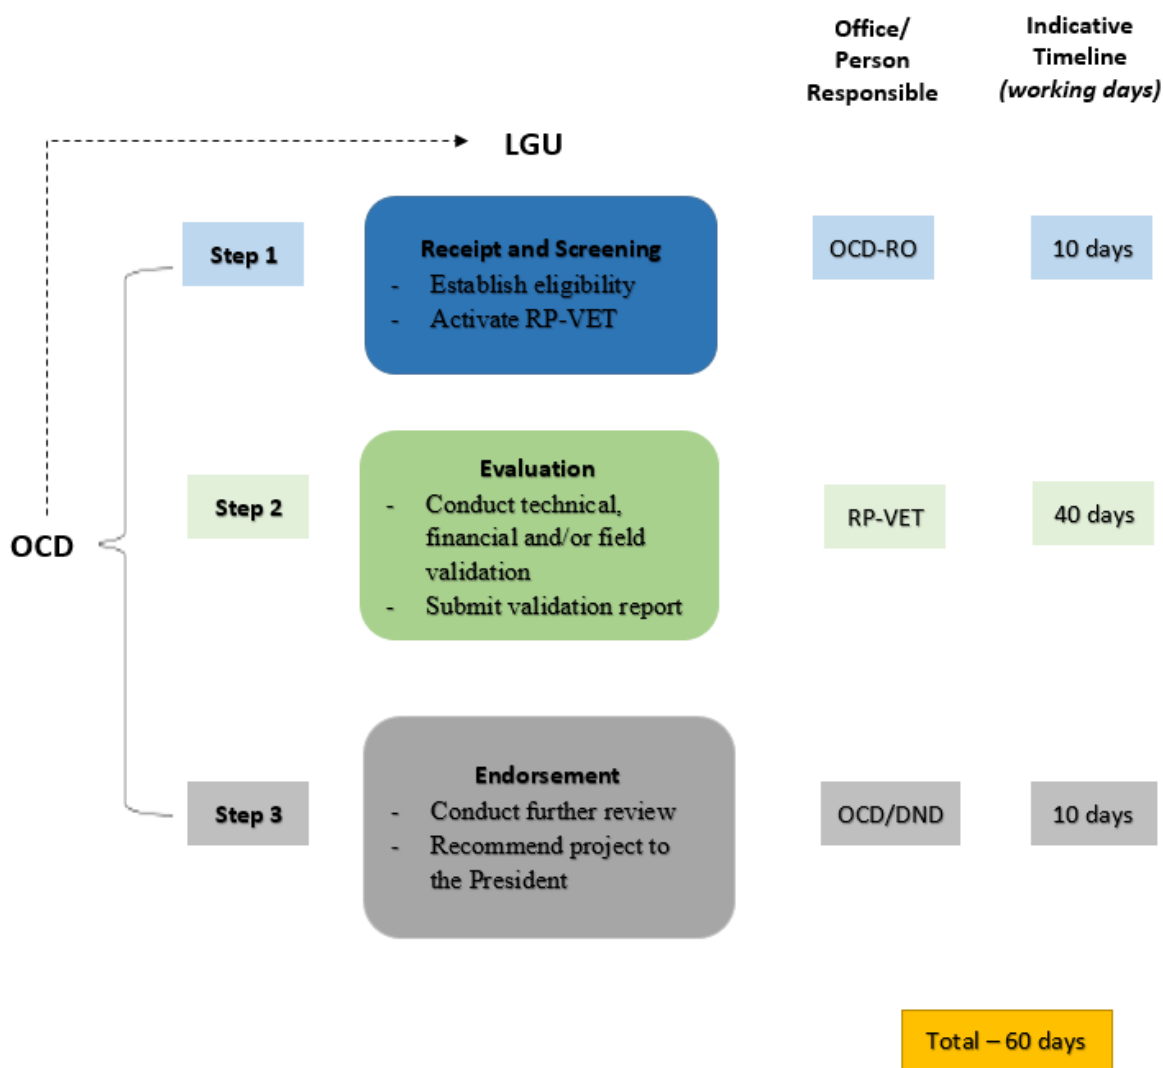 Office/
Person
Responsible
Indicative
Timeline
(working days)
LGU
Step 1
Receipt and Screening
- Establish eligibility
- Activate RP-VET
OCD-RO
10 days
Step 2
Evaluation
- Conduct technical,
financial and/or field
validation
- Submit validation report
RP-VET
40 days
OCD
Step 3
Endorsement
- Conduct further review
- Recommend project to
the President
OCD/DND
10 days
Total – 60 days